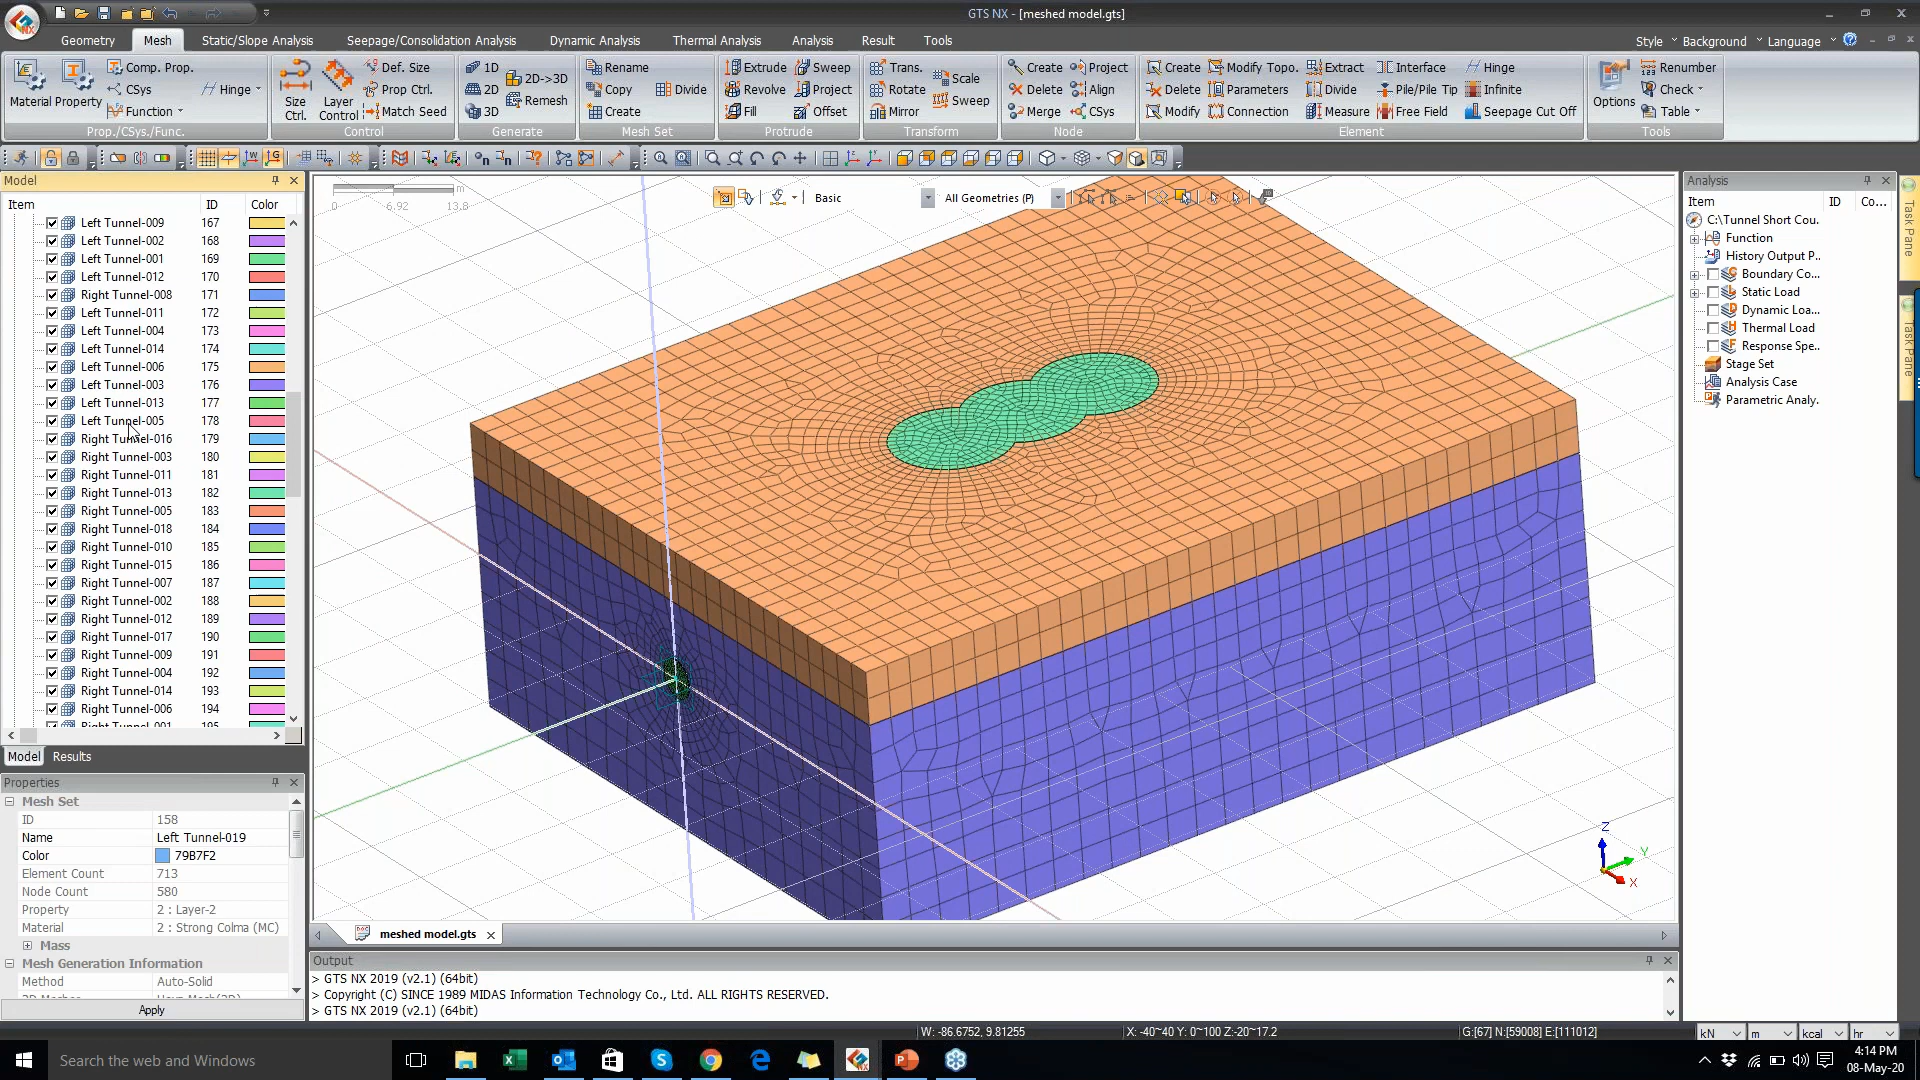 GTS NX - [meshed model.gts]
Geometry Mesh Static/Slope Analysis Seepage/Consolidation Analysis Dynamic Analysis Thermal Analysis Analysis Result Tools
Style Background Language
Material Property
Comp. Prop.
CSys
Function
Hinge
Prop./CSys./Func.
Size Ctrl.
Layer Control
Def. Size
Prop Ctrl.
Match Seed
Control
1D
2D
3D
2D->3D
Remesh
Generate
Rename
Copy
Create
Divide
Mesh Set
Extrude Sweep
Revolve Project
Fill Offset
Protrude
Trans. Scale
Rotate Sweep
Mirror
Transform
Create Project
Delete Align
Merge CSys
Node
Create Modify Topo. Extract Interface Hinge
Delete Parameters Divide Pile/Pile Tip Infinite
Modify Connection Measure Free Field Seepage Cut Off
Element
Options
Renumber
Check
Table
Tools
Model
Item ID Color
Left Tunnel-009 167
Left Tunnel-002 168
Left Tunnel-001 169
Left Tunnel-012 170
Right Tunnel-008 171
Left Tunnel-011 172
Left Tunnel-004 173
Left Tunnel-014 174
Left Tunnel-006 175
Left Tunnel-003 176
Left Tunnel-013 177
Left Tunnel-005 178
Right Tunnel-016 179
Right Tunnel-003 180
Right Tunnel-011 181
Right Tunnel-013 182
Right Tunnel-005 183
Right Tunnel-018 184
Right Tunnel-010 185
Right Tunnel-015 186
Right Tunnel-007 187
Right Tunnel-002 188
Right Tunnel-012 189
Right Tunnel-017 190
Right Tunnel-009 191
Right Tunnel-004 192
Right Tunnel-014 193
Right Tunnel-006 194
Right Tunnel-001 195
Model Results
Properties
Mesh Set
ID 158
Name Left Tunnel-019
Color 79B7F2
Element Count 713
Node Count 580
Property 2 : Layer-2
Material 2 : Strong Colma (MC)
Mass
Mesh Generation Information
Method Auto-Solid
Apply
m
0 6.92 13.8
Basic
All Geometries (P)
Z
Y
X
meshed model.gts
Output
> GTS NX 2019 (v2.1) (64bit)
> Copyright (C) SINCE 1989 MIDAS Information Technology Co., Ltd. ALL RIGHTS RESERVED.
> GTS NX 2019 (v2.1) (64bit)
Analysis
Item ID Co...
C:\Tunnel Short Cou.
Function
History Output P..
Boundary Co...
Static Load
Dynamic Loa...
Thermal Load
Response Spe..
Stage Set
Analysis Case
Parametric Analy.
Task Pane
Task Pane
W: -86.6752, 9.81255
X: -40~40 Y: 0~100 Z:-20~17.2
G:[67] N:[59008] E:[111012]
kN m kcal hr
Search the web and Windows
4:14 PM
08-May-20